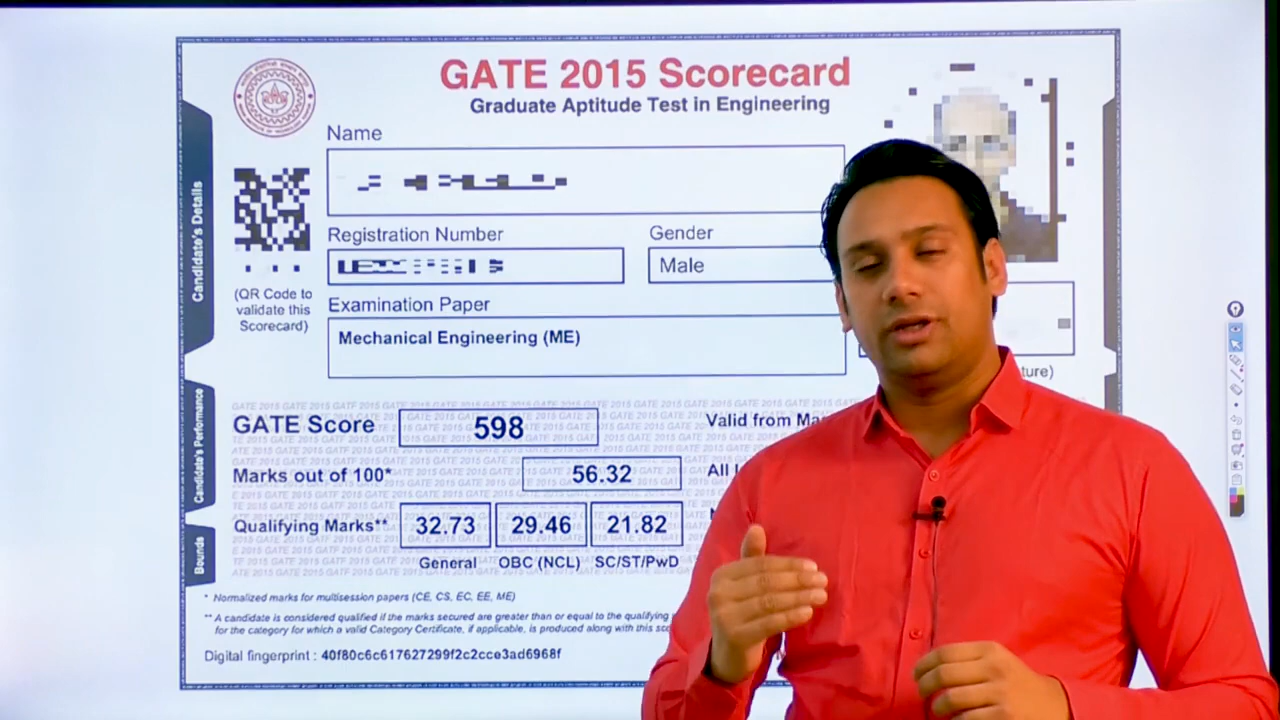 GATE 2015 Scorecard
Graduate Aptitude Test in Engineering
Name
Registration Number
Gender
Male
(QR Code to
validate this
Scorecard)
Examination Paper
Mechanical Engineering (ME)
ture)
Candidate's Details
GATE Score 598 Valid from
Marks out of 100* 56.32 All
Qualifying Marks** 32.73 29.46 21.82
General OBC (NCL) SC/ST/PwD
Candidate's Performance
* Normalized marks for multisession papers (CE, CS, EC, EE, ME)
** A candidate is considered qualified if the marks secured are greater than or equal to the qualifying
for the category for which a valid Category Certificate, if applicable, is produced along with this
Digital fingerprint : 40f80c6c617627299f2c2cce3ad6968f